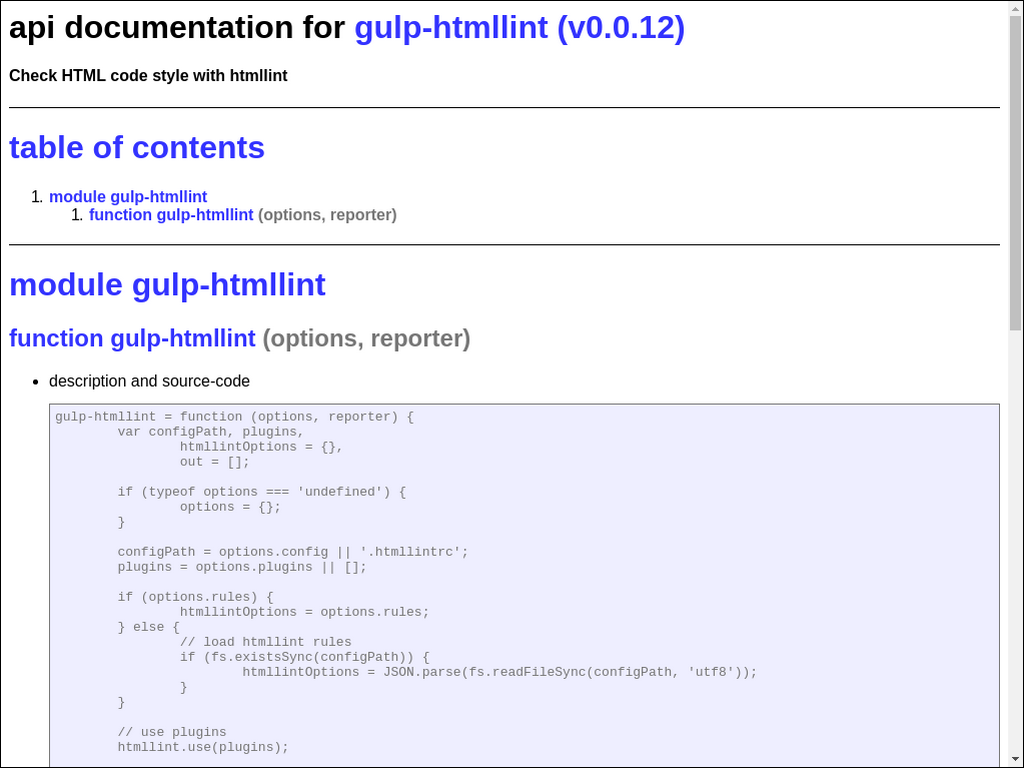 api documentation for gulp-htmllint (v0.0.12)
Check HTML code style with htmllint
table of contents
1. module gulp-htmllint
1. function gulp-htmllint (options, reporter)
module gulp-htmllint
function gulp-htmllint (options, reporter)
• description and source-code
gulp-htmllint = function (options, reporter) {
        var configPath, plugins,
                htmllintOptions = {},
                out = [];

        if (typeof options === 'undefined') {
                options = {};
        }

        configPath = options.config || '.htmllintrc';
        plugins = options.plugins || [];

        if (options.rules) {
                htmllintOptions = options.rules;
        } else {
                // load htmllint rules
                if (fs.existsSync(configPath)) {
                        htmllintOptions = JSON.parse(fs.readFileSync(configPath, 'utf8'));
                }
        }

        // use plugins
        htmllint.use(plugins);